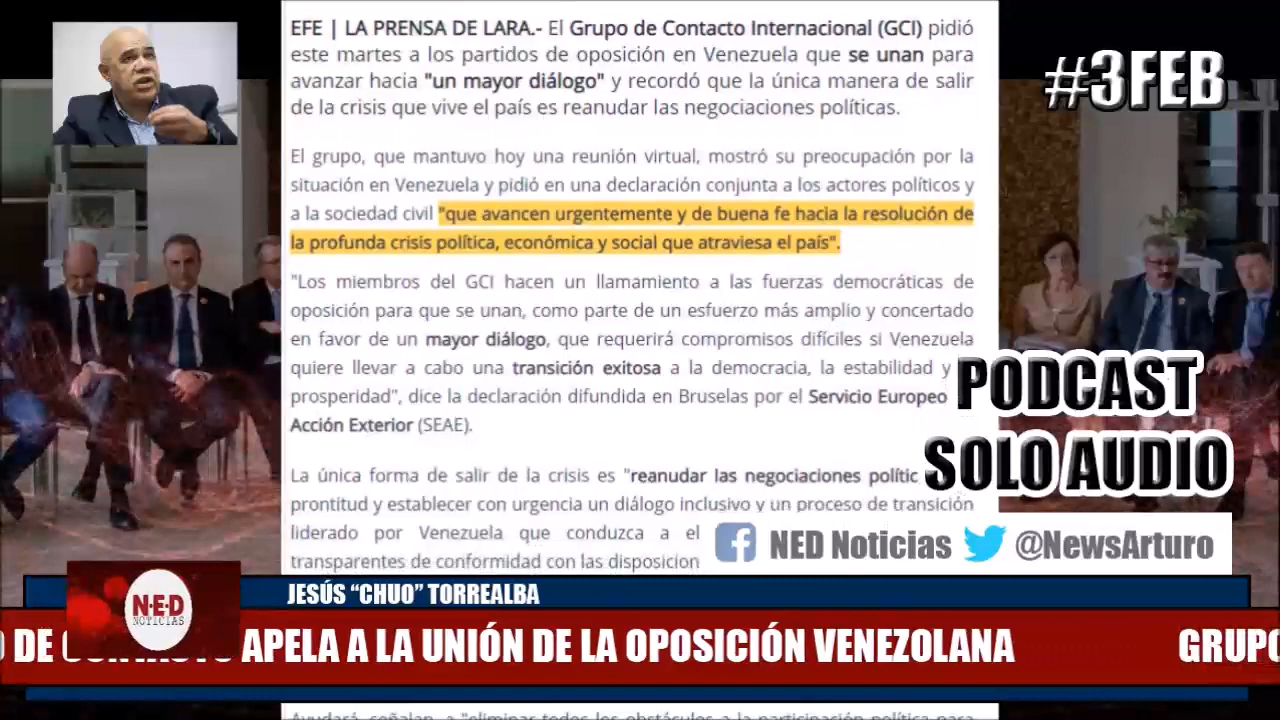 EFE | LA PRENSA DE LARA.- El Grupo de Contacto Internacional (GCI) pidió
este martes a los partidos de oposición en Venezuela que se unan para
avanzar hacia "un mayor diálogo" y recordó que la única manera de salir
de la crisis que vive el país es reanudar las negociaciones políticas.
El grupo, que mantuvo hoy una reunión virtual, mostró su preocupación por la
situación en Venezuela y pidió en una declaración conjunta a los actores políticos y
a la sociedad civil "que avancen urgentemente y de buena fe hacia la resolución de
la profunda crisis política, económica y social que atraviesa el país".
"Los miembros del GCI hacen un llamamiento a las fuerzas democráticas de
oposición para que se unan, como parte de un esfuerzo más amplio y concertado
en favor de un mayor diálogo, que requerirá compromisos difíciles si Venezuela
quiere llevar a cabo una transición exitosa a la democracia, la estabilidad y
prosperidad", dice la declaración difundida en Bruselas por el Servicio Europeo
Acción Exterior (SEAE).
La única forma de salir de la crisis es "reanudar las negociaciones polític
prontitud y establecer con urgencia un diálogo inclusivo y un proceso de transición
liderado por Venezuela que conduzca a el
transparentes de conformidad con las disposicion
#3FEB
PODCAST
SOLO AUDIO
NED Noticias @NewsArturo
JESÚS "CHUO" TORREALBA
N·E·D
NOTICIAS
DE APELA A LA UNIÓN DE LA OPOSICIÓN VENEZOLANA GRUPO
Ayudará, señalan, a "eliminar todos los obstáculos a la participación política para